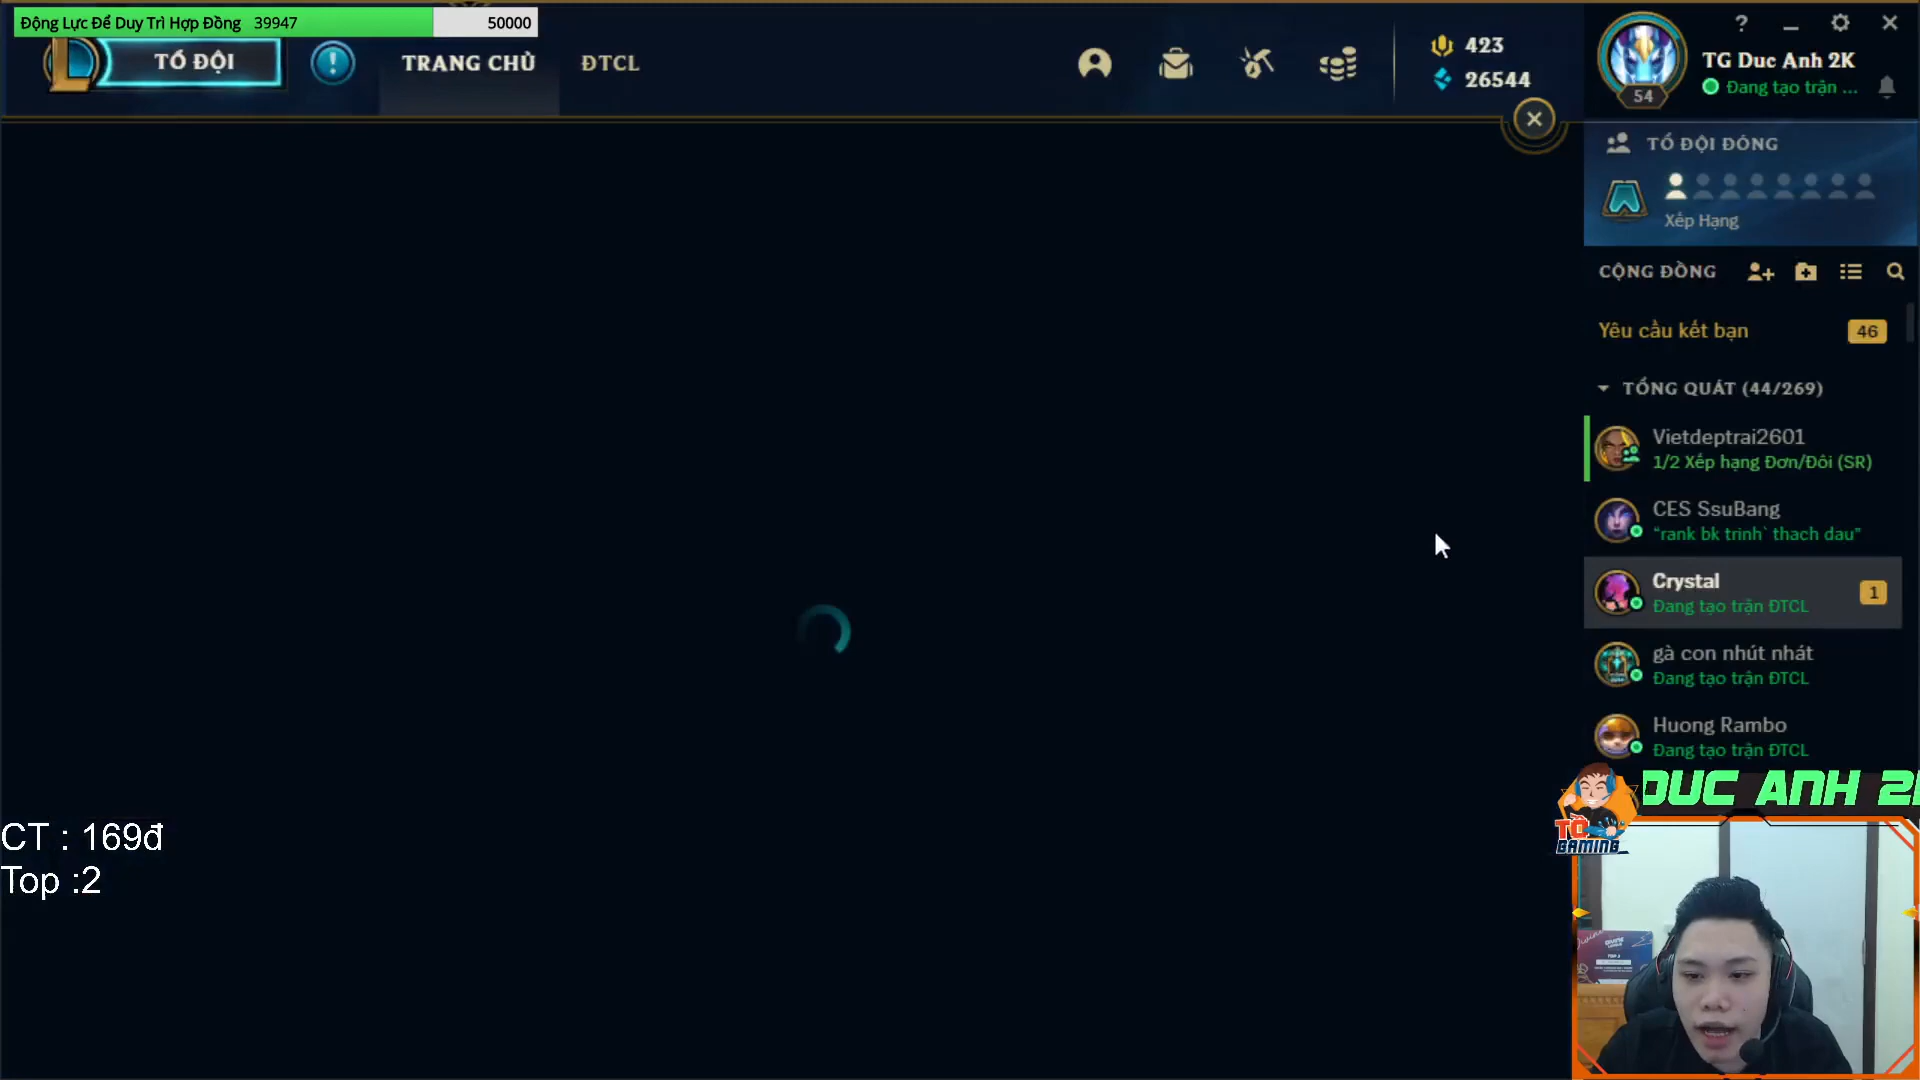 Động Lực Để Duy Trì Hợp Đồng 39947 50000
TỔ ĐỘI
TRANG CHỦ
ĐTCL
423
26544
54
TG Duc Anh 2K
Đang tạo trận ...
TỔ ĐỘI ĐÓNG
Xếp Hạng
CỘNG ĐỒNG
Yêu cầu kết bạn 46
TỔNG QUÁT (44/269)
Vietdeptrai2601
1/2 Xếp hạng Đơn/Đôi (SR)
CES SsuBang
“rank bk trinh` thach dau”
Crystal
Đang tạo trận ĐTCL
1
gà con nhút nhát
Đang tạo trận ĐTCL
Huong Rambo
Đang tạo trận ĐTCL
DUC ANH 2K
TÔ
GAMING
CT : 169đ
Top :2